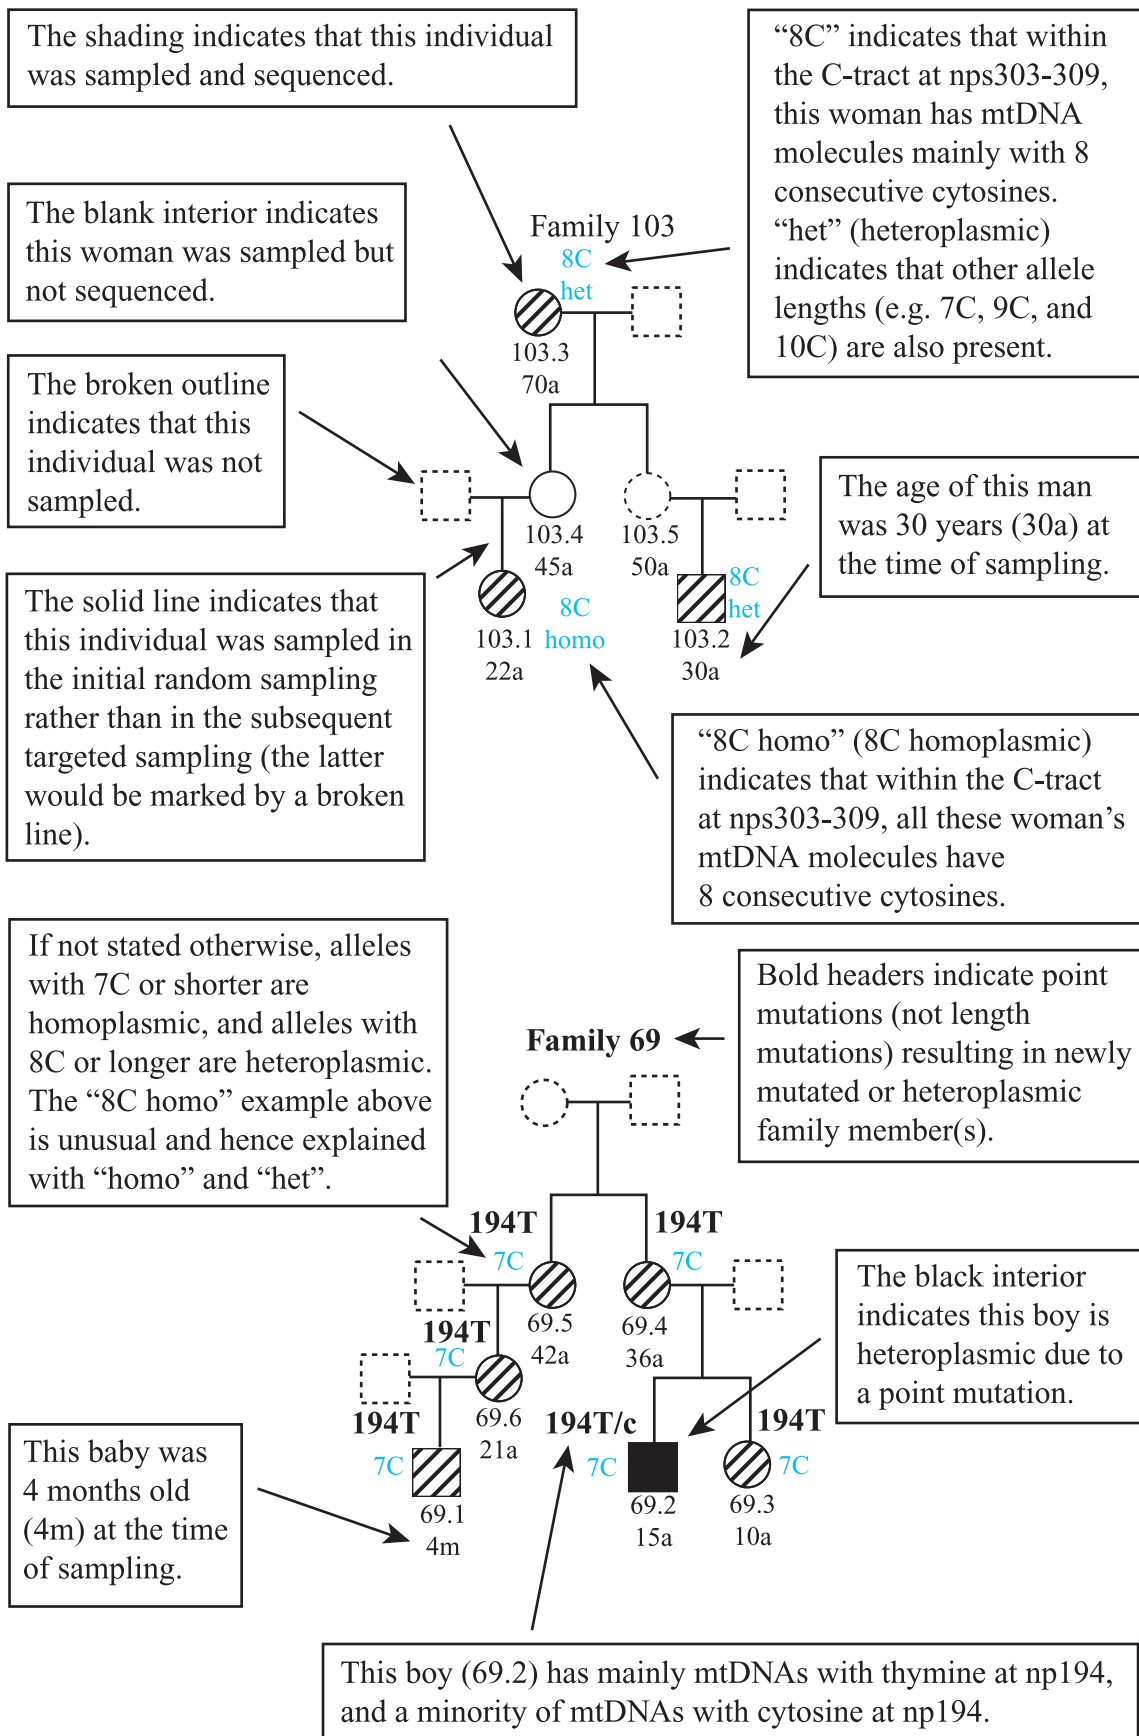 The shading indicates that this individual
was sampled and sequenced.
“8C” indicates that within
the C-tract at nps303-309,
this woman has mtDNA
molecules mainly with 8
consecutive cytosines.
“het” (heteroplasmic)
indicates that other allele
lengths (e.g. 7C, 9C, and
10C) are also present.
The blank interior indicates
this woman was sampled but
not sequenced.
Family 103
8C
het
103.3
70a
The broken outline
indicates that this
individual was not
sampled.
103.4
45a
103.5
50a
The age of this man
was 30 years (30a) at
the time of sampling.
The solid line indicates that
this individual was sampled in
the initial random sampling
rather than in the subsequent
targeted sampling (the latter
would be marked by a broken
line).
103.1
22a
8C
homo
8C
het
103.2
30a
“8C homo” (8C homoplasmic)
indicates that within the C-tract
at nps303-309, all these woman’s
mtDNA molecules have
8 consecutive cytosines.
If not stated otherwise, alleles
with 7C or shorter are
homoplasmic, and alleles with
8C or longer are heteroplasmic.
The “8C homo” example above
is unusual and hence explained
with “homo” and “het”.
Family 69
Bold headers indicate point
mutations (not length
mutations) resulting in newly
mutated or heteroplasmic
family member(s).
194T
7C
69.5
42a
194T
7C
69.4
36a
The black interior
indicates this boy is
heteroplasmic due to
a point mutation.
194T
7C
69.6
21a
194T
7C
69.1
4m
194T/c
7C
69.2
15a
194T
7C
69.3
10a
This baby was
4 months old
(4m) at the time
of sampling.
This boy (69.2) has mainly mtDNAs with thymine at np194,
and a minority of mtDNAs with cytosine at np194.